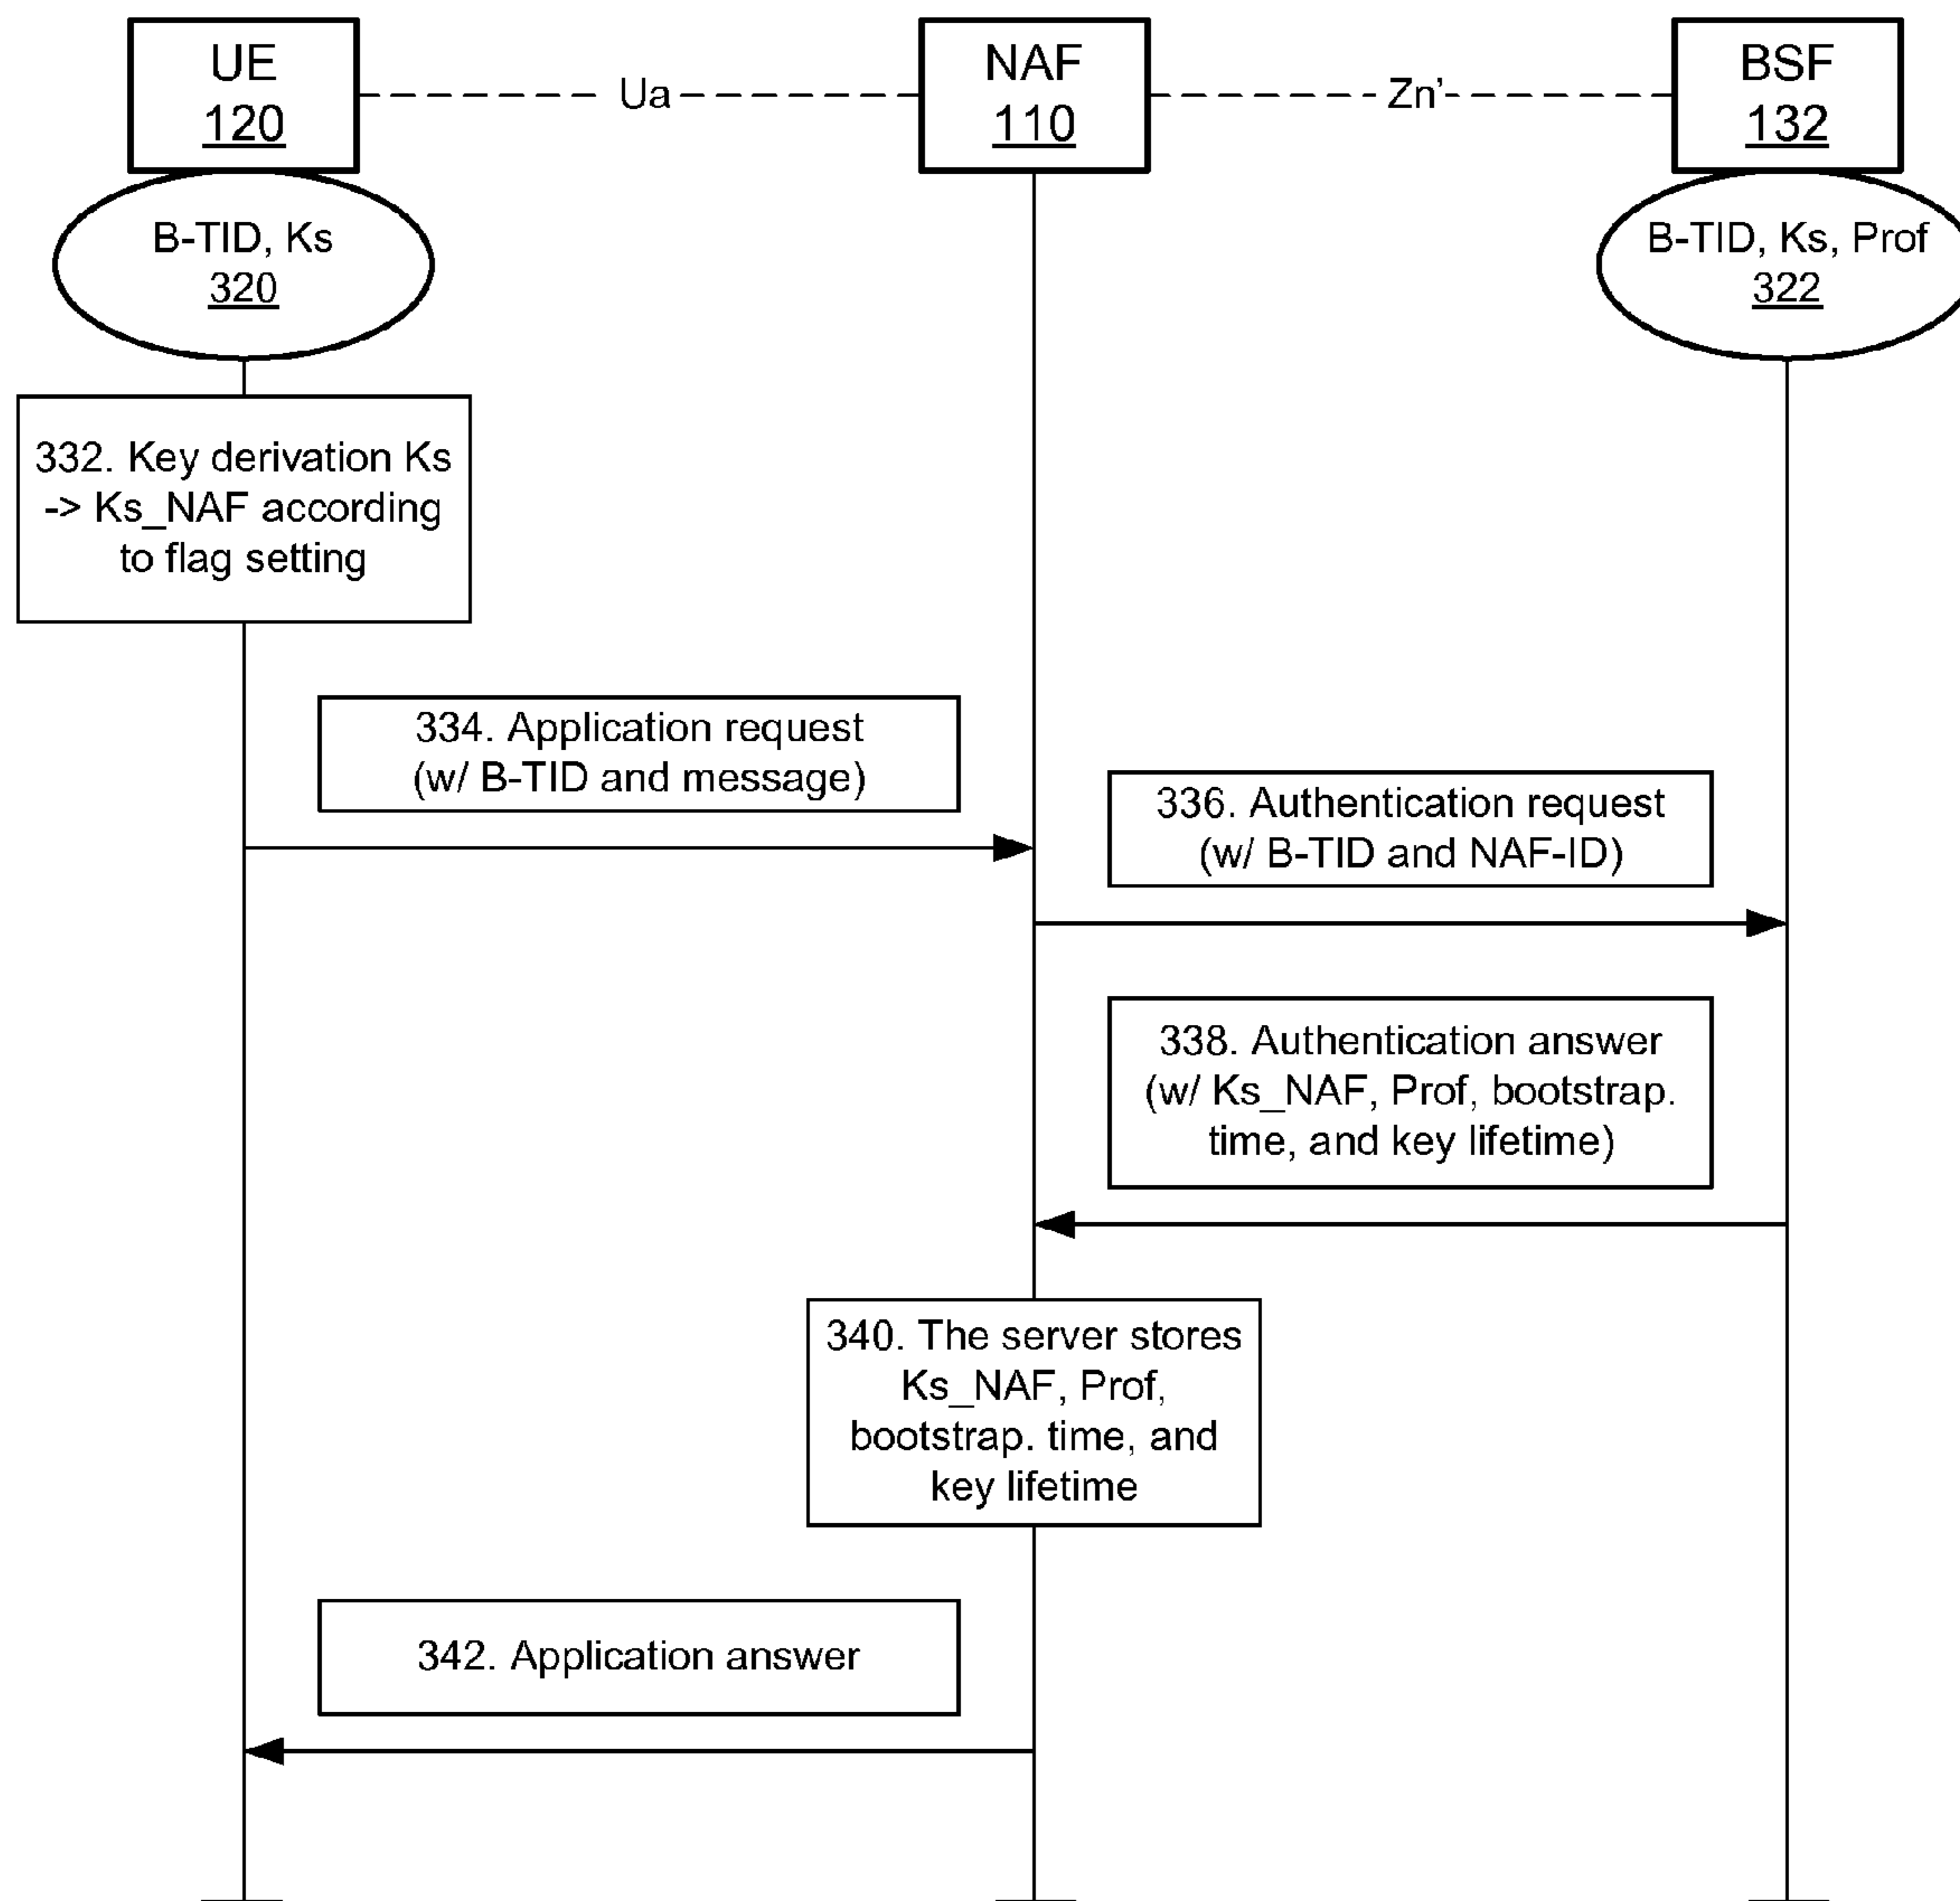 UE
120
Ua
NAF
110
Zn’
BSF
132
B-TID, Ks
320
B-TID, Ks, Prof
322
332. Key derivation Ks
-> Ks_NAF according
to flag setting
334. Application request
(w/ B-TID and message)
336. Authentication request
(w/ B-TID and NAF-ID)
338. Authentication answer
(w/ Ks_NAF, Prof, bootstrap.
time, and key lifetime)
340. The server stores
Ks_NAF, Prof,
bootstrap. time, and
key lifetime
342. Application answer